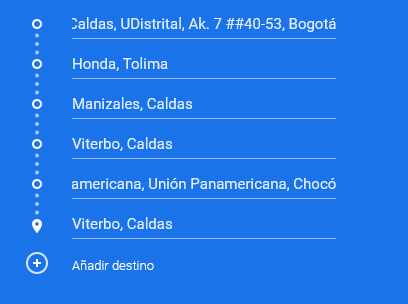 Caldas, UDistrital, Ak. 7 ##40-53, Bogotá
Honda, Tolima
Manizales, Caldas
Viterbo, Caldas
americana, Unión Panamericana, Chocó
Viterbo, Caldas
Añadir destino